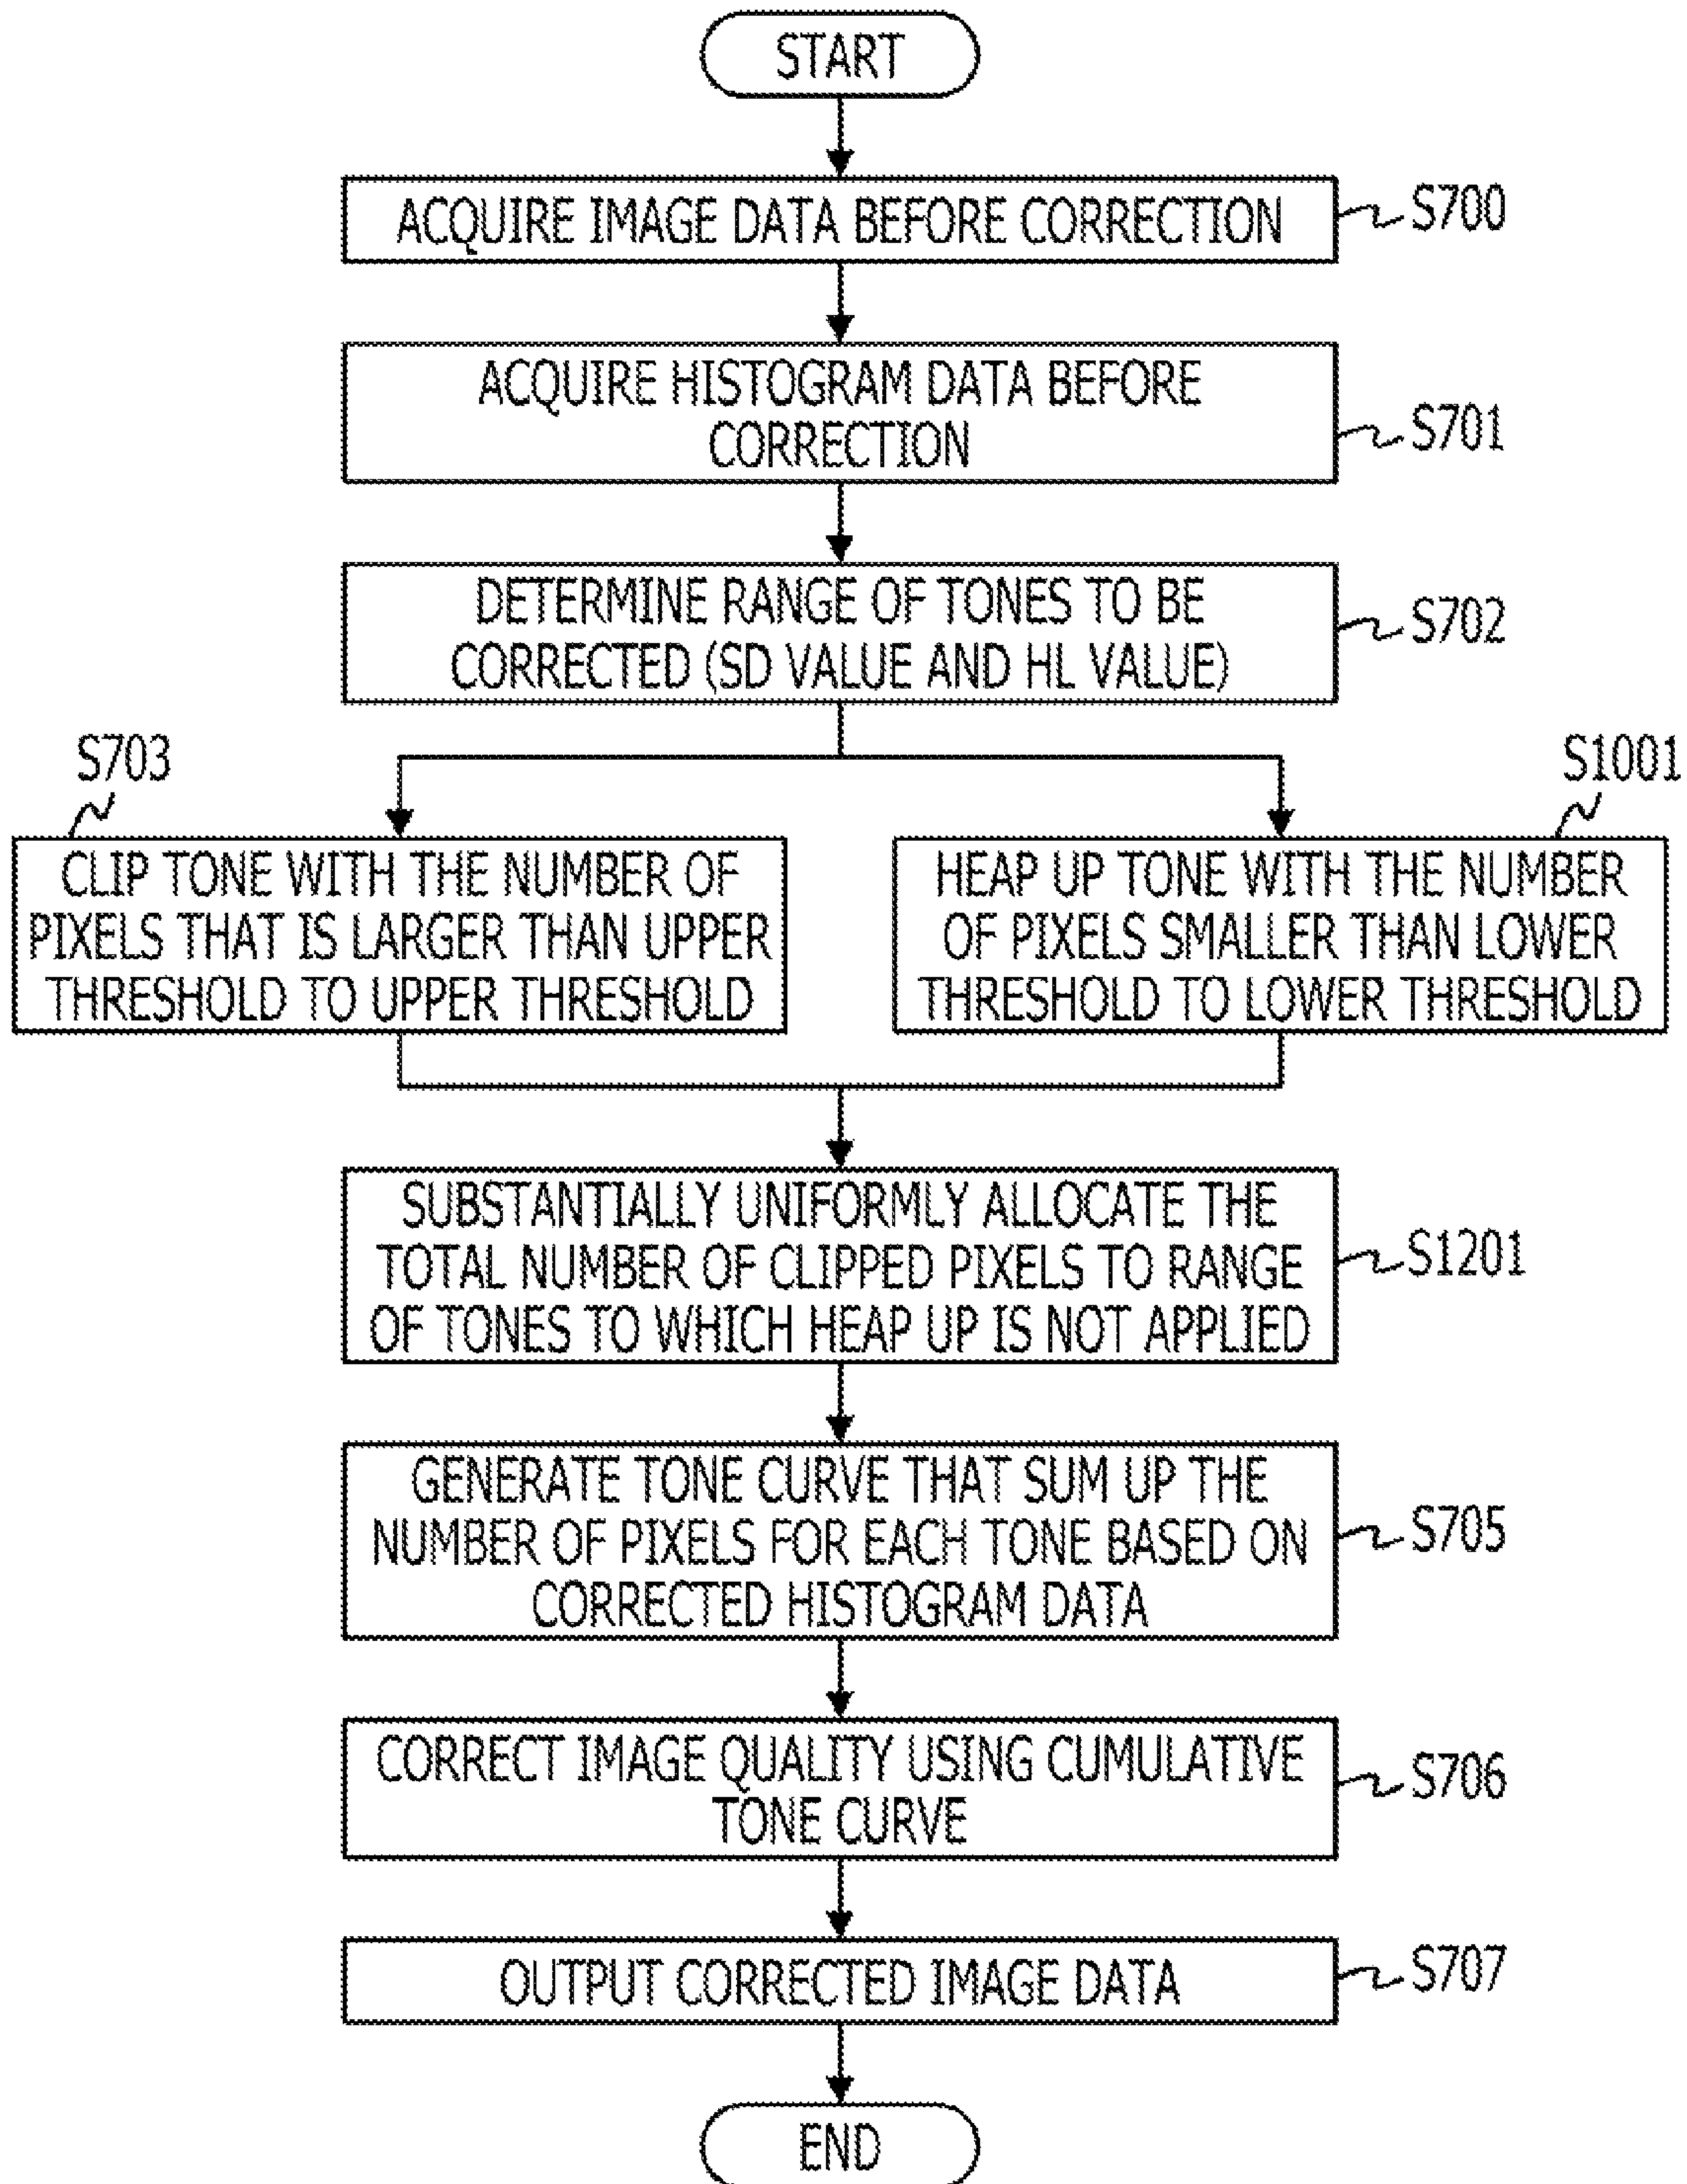 START
ACQUIRE IMAGE DATA BEFORE CORRECTION
S700
ACQUIRE HISTOGRAM DATA BEFORE
CORRECTION
S701
DETERMINE RANGE OF TONES TO BE
CORRECTED (SD VALUE AND HL VALUE)
S702
S703
CLIP TONE WITH THE NUMBER OF
PIXELS THAT IS LARGER THAN UPPER
THRESHOLD TO UPPER THRESHOLD
S1001
HEAP UP TONE WITH THE NUMBER
OF PIXELS SMALLER THAN LOWER
THRESHOLD TO LOWER THRESHOLD
SUBSTANTIALLY UNIFORMLY ALLOCATE THE
TOTAL NUMBER OF CLIPPED PIXELS TO RANGE
OF TONES TO WHICH HEAP UP IS NOT APPLIED
S1201
GENERATE TONE CURVE THAT SUM UP THE
NUMBER OF PIXELS FOR EACH TONE BASED ON
CORRECTED HISTOGRAM DATA
S705
CORRECT IMAGE QUALITY USING CUMULATIVE
TONE CURVE
S706
OUTPUT CORRECTED IMAGE DATA
S707
END